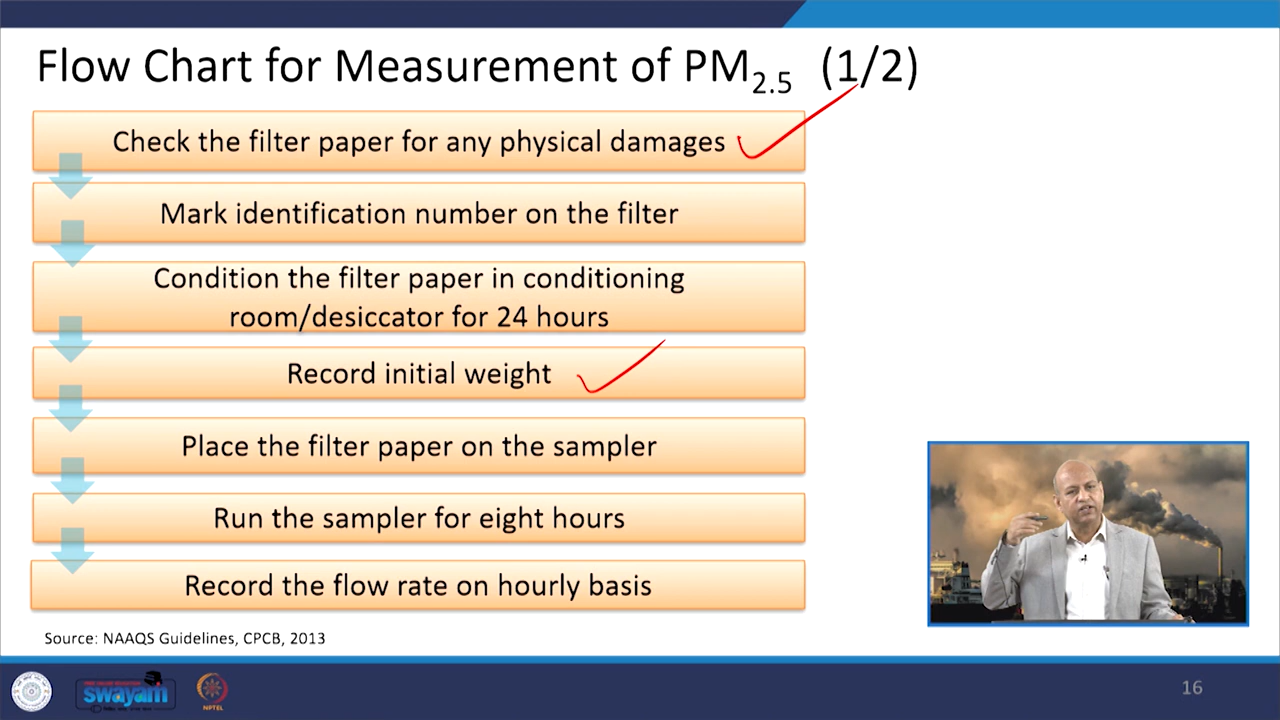 Flow Chart for Measurement of PM2.5 (1/2)
Check the filter paper for any physical damages
Mark identification number on the filter
Condition the filter paper in conditioning
room/desiccator for 24 hours
Record initial weight
Place the filter paper on the sampler
Run the sampler for eight hours
Record the flow rate on hourly basis
Source: NAAQS Guidelines, CPCB, 2013
swayam
NPTEL
16